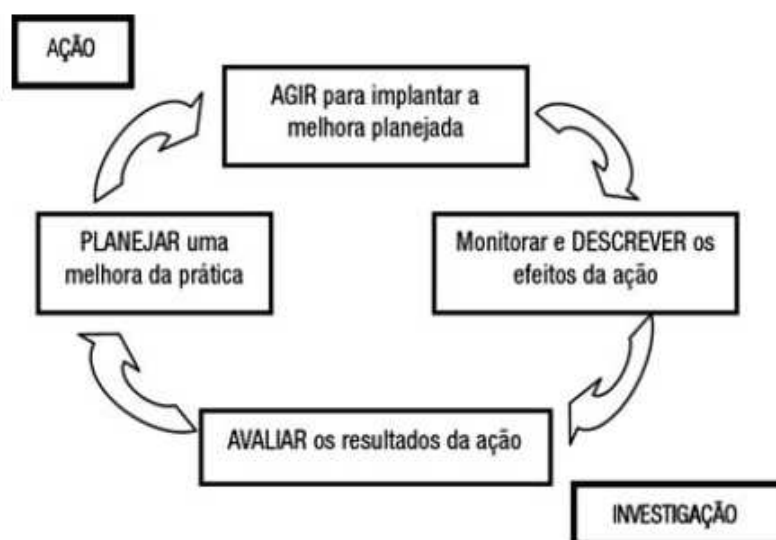 AÇÃO
AGIR para implantar a
melhora planejada
PLANEJAR uma
melhora da prática
Monitorar e DESCREVER os
efeitos da ação
AVALIAR os resultados da ação
INVESTIGAÇÃO